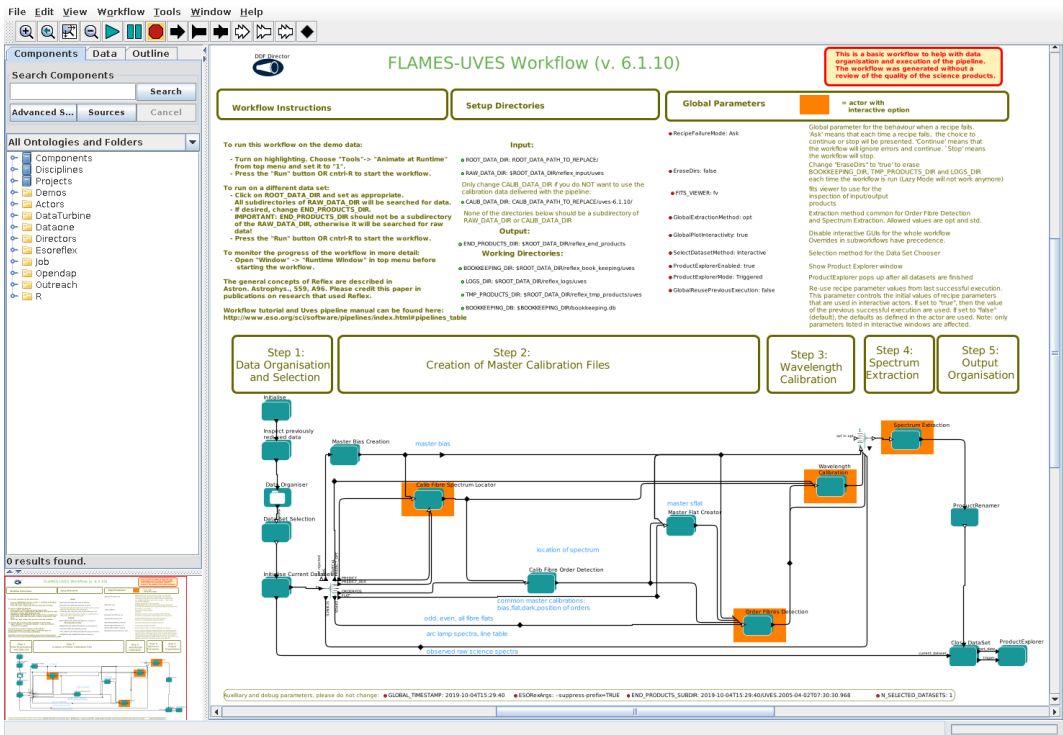 File Edit View Workflow Tools Window Help
Components Data Outline
Search Components
Search
Advanced S... Sources Cancel
All Ontologies and Folders
Components
Disciplines
Projects
Demos
Actors
DataTurbine
Dataone
Directors
Esoreflex
Job
Opendap
Outreach
R
0 results found.
DDF Director
FLAMES-UVES Workflow (v. 6.1.10)
This is a basic workflow to help with data
organisation and execution of the pipeline.
The workflow was generated without a
review of the quality of the science products.
Workflow Instructions
Setup Directories
Global Parameters
= actor with
interactive option
To run this workflow on the demo data:
- Turn on highlighting. Choose "Tools"-> "Animate at Runtime"
from top menu and set it to "1".
- Press the "Run" button OR cntrl-R to start the workflow.
To run on a different data set:
- Click on ROOT_DATA_DIR and set as appropriate.
All subdirectories of RAW_DATA_DIR will be searched for data.
- If desired, change END_PRODUCTS_DIR.
IMPORTANT: END_PRODUCTS_DIR should not be a subdirectory
of the RAW_DATA_DIR, otherwise it will be searched for raw
data!
- Press the "Run" button OR cntrl-R to start the workflow.
To monitor the progress of the workflow in more detail:
- Open "Window" -> "Runtime Window" in top menu before
starting the workflow.
The general concepts of Reflex are described in
Astron. Astrophys., 559, A96. Please credit this paper in
publications on research that used Reflex.
Workflow tutorial and Uves pipeline manual can be found here:
http://www.eso.org/sci/software/pipelines/index.html#pipelines_table
Input:
ROOT_DATA_DIR: ROOT_DATA_PATH_TO_REPLACE/
RAW_DATA_DIR: $ROOT_DATA_DIR/reflex_input/uves
Only change CALIB_DATA_DIR if you do NOT want to use the
calibration data delivered with the pipeline:
CALIB_DATA_DIR: CALIB_DATA_PATH_TO_REPLACE/uves-6.1.10/
None of the directories below should be a subdirectory of
RAW_DATA_DIR or CALIB_DATA_DIR
Output:
END_PRODUCTS_DIR: $ROOT_DATA_DIR/reflex_end_products
Working Directories:
BOOKKEEPING_DIR: $ROOT_DATA_DIR/reflex_book_keeping/uves
LOGS_DIR: $ROOT_DATA_DIR/reflex_logs/uves
TMP_PRODUCTS_DIR: $ROOT_DATA_DIR/reflex_tmp_products/uves
BOOKKEEPING_DB: $BOOKKEEPING_DIR/bookkeeping.db
RecipeFailureMode: Ask
EraseDirs: false
FITS_VIEWER: fv
GlobalExtractionMethod: opt
GlobalPlotInteractivity: true
SelectDatasetMethod: Interactive
ProductExplorerEnabled: true
ProductExplorerMode: Triggered
GlobalReusePreviousExecution: false
Global parameter for the behaviour when a recipe fails.
'Ask' means that each time a recipe fails, the choice to
continue or stop wil be presented. 'Continue' means that
the workflow will ignore errors and continue. `Stop' means
the workflow will stop.
Change "EraseDirs" to 'true' to erase
BOOKKEEPING_DIR, TMP_PRODUCTS_DIR and LOGS_DIR
each time the workflow is run (Lazy Mode will not work anymore)
fits viewer to use for the
inspection of input/output
products
Extraction method common for Order Fibre Detection
and Spectrum Extraction. Allowed values are opt and std.
Disable interactive GUIs for the whole workflow
Overrides in subworkflows have precedence.
Selection method for the Data Set Chooser
Show Product Explorer window
ProductExplorer pops up after all datasets are finished
Re-use recipe parameter values from last successful execution.
This parameter controls the initial values of recipe parameters
that are used in interactive actors. If set to "true", then the value
of the previous successful execution are used. If set to "false"
(default), the defaults as defined in the actor are used. Note: only
parameters listed in interactive windows are affected.
Step 1:
Data Organisation
and Selection
Step 2:
Creation of Master Calibration Files
Step 3:
Wavelength
Calibration
Step 4:
Spectrum
Extraction
Step 5:
Output
Organisation
Initialise
Inspect previously
reduced data
Data Organiser
Data Set Selection
Initialise Current Dataset
Master Bias Creation
master bias
Calib Fibre Spectrum Locator
Wavelength
Calibration
Spectrum Extraction
master sflat
Master Flat Creator
ProductRenamer
location of spectrum
Calib Fibre Order Detection
common master calibrations:
bias,flat,dark,position of orders
Order Fibres Detection
odd, even, all fibre flats
arc lamp spectra, line table
observed raw science spectra
Close DataSet
ProductExplorer
Auxiliary and debug parameters, please do not change:
GLOBAL_TIMESTAMP: 2019-10-04T15:29:40
ESORexArgs: --suppress-prefix=TRUE
END_PRODUCTS_SUBDIR: 2019-10-04T15:29:40/UVES.2005-04-02T07:30:30.968
N_SELECTED_DATASETS: 1